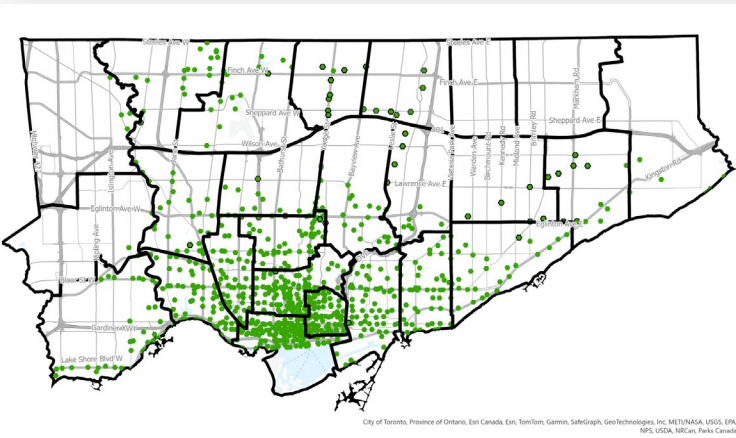 Steeles Ave W
Steeles Ave E
Finch Ave W
Finch Ave E
Markham Rd
Sheppard Ave W
Sheppard Ave E
Wilson Ave
Bathurst St
Bayview Ave
Warden Ave
Birchmount Rd
Kennedy Rd
Midland Ave
Brimley Rd
Islington Ave
Lawrence Ave E
Kingston Rd
Eglinton Ave W
Eglinton Ave E
Bloor St W
Gardiner XWY
Lake Shore Blvd W
City of Toronto, Province of Ontario, Esri Canada, Esri, TomTom, Garmin, SafeGraph, GeoTechnologies, Inc, METI/NASA, USGS, EPA,
NPS, USDA, NRCan, Parks Canada